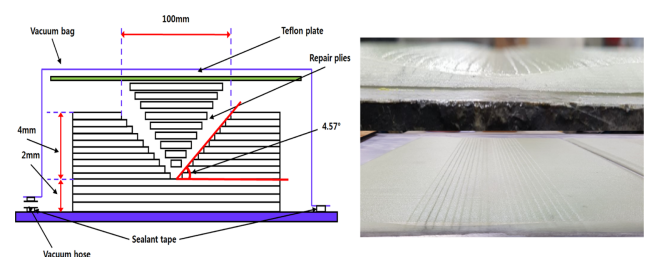 100mm
Vacuum bag
Teflon plate
Repair plies
4mm
4.57°
2mm
Sealant tape
Vacuum hose